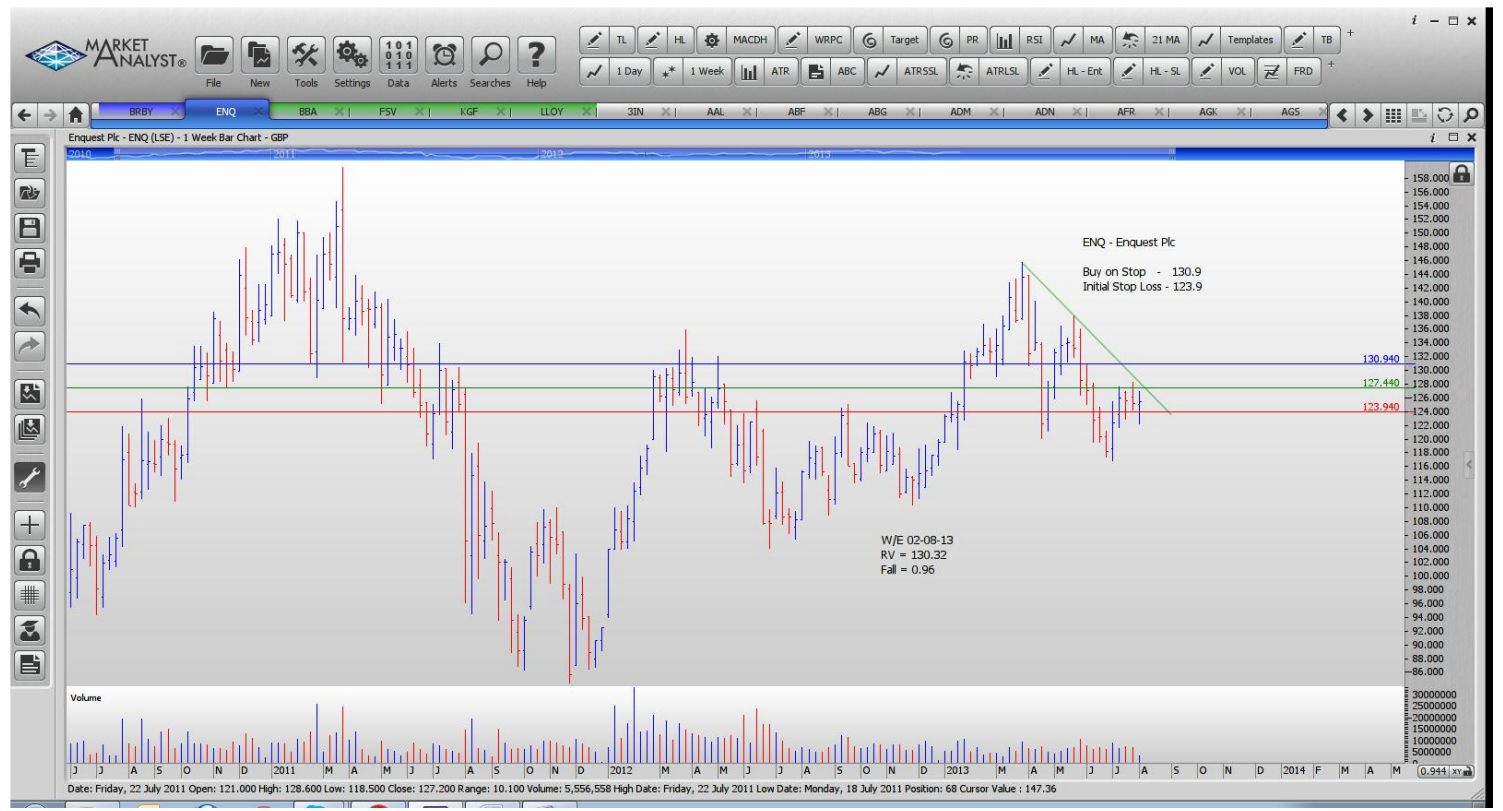 MARKET
ANALYST®
File New Tools Settings Data Alerts Searches Help
TL HL MACDH WRPC Target PR RSI MA 21 MA Templates TB
1 Day 1 Week ATR ABC ATRSSL ATRLSL HL - Ent HL - SL VOL FRD
BRBY ENQ BBA FSV KGF LLOY 3IN AAL ABF ABG ADM ADN AFR AGK AGS
Enquest Plc - ENQ (LSE) - 1 Week Bar Chart - GBP
2010 2011 2012 2013
158.000
156.000
154.000
152.000
150.000
148.000
146.000
144.000
142.000
140.000
138.000
136.000
134.000
132.000
130.000
128.000
126.000
124.000
122.000
120.000
118.000
116.000
114.000
112.000
110.000
108.000
106.000
104.000
102.000
100.000
98.000
96.000
94.000
92.000
90.000
88.000
86.000
ENQ - Enquest Plc
Buy on Stop - 130.9
Initial Stop Loss - 123.9
130.940
127.440
123.940
W/E 02-08-13
RV = 130.32
Fall = 0.96
Volume
30000000
25000000
20000000
15000000
10000000
5000000
0
J J A S O N D 2011 M A M J J A S O N D 2012 M A M J J A S O N D 2013 M A M J J A S O N D 2014 F M A M
0.944 XY
Date: Friday, 22 July 2011 Open: 121.000 High: 128.600 Low: 118.500 Close: 127.200 Range: 10.100 Volume: 5,556,558 High Date: Friday, 22 July 2011 Low Date: Monday, 18 July 2011 Position: 68 Cursor Value : 147.36